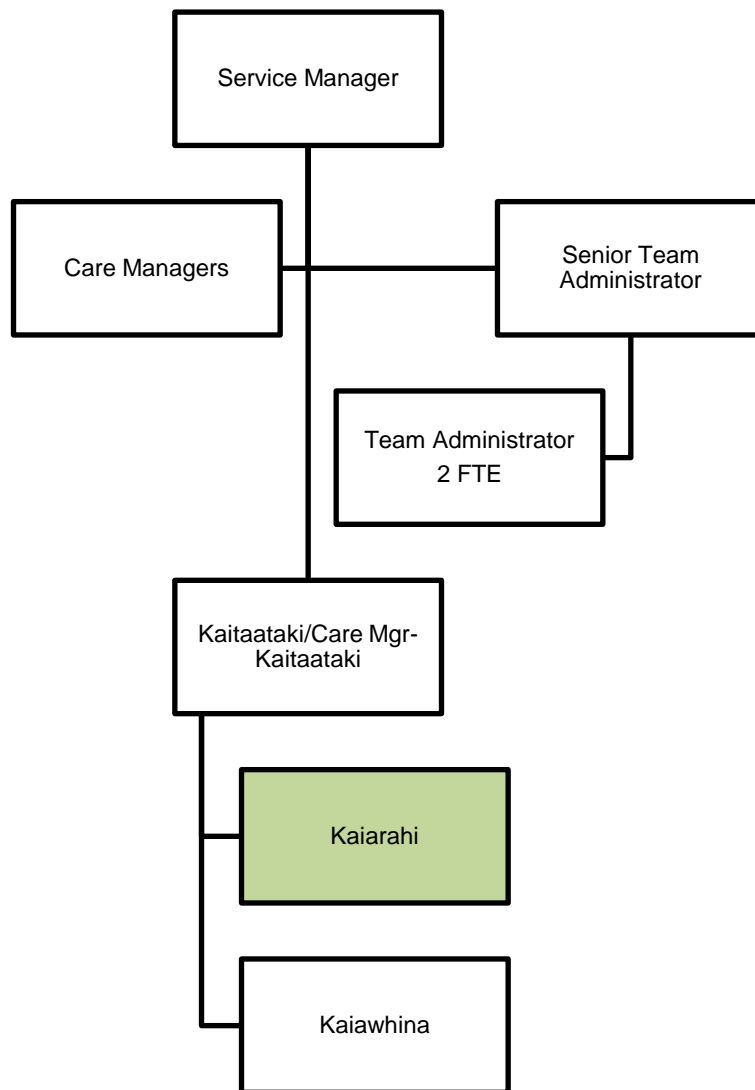 Service Manager
Care Managers
Senior Team
Administrator
Team Administrator
2 FTE
Kaitaataki/Care Mgr-
Kaitaataki
Kaiarahi
Kaiawhina